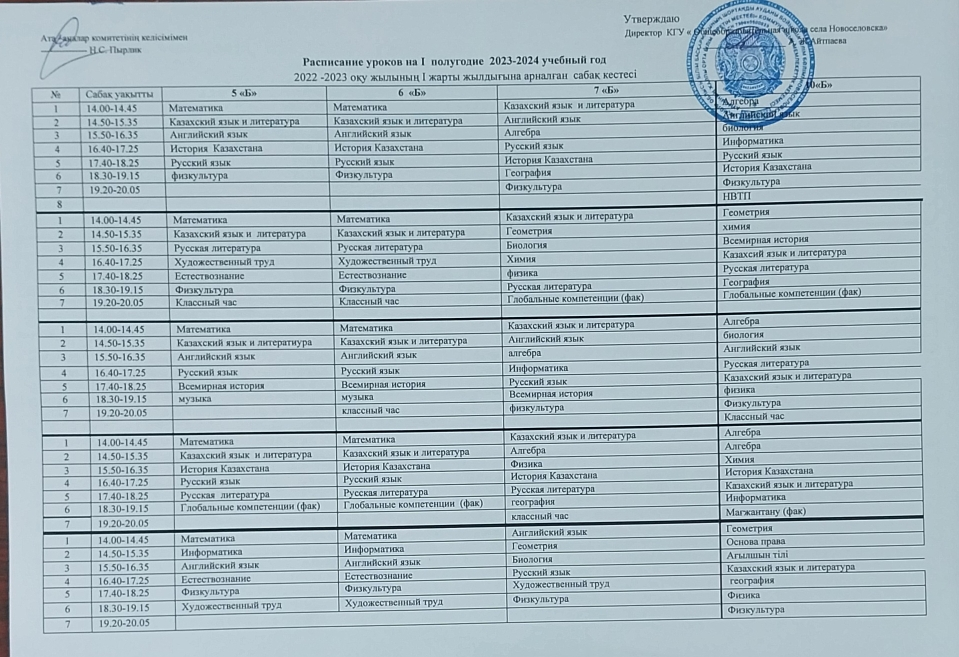 Утверждаю
Директор КГУ « Общеобразовательная школа села Новоселовска»
Айтпаева
комитетінің келісімімен
Н.С. Пырлик
Расписание уроков на I полугодие 2023-2024 учебный год
2022 -2023 оқу жылының I жарты жылдығына арналған сабақ кестесі
№ Сабақ уақытты 5 «Б» 6 «Б» 7 «Б» 10«Б»
1 14.00-14.45 Математика Математика Казахский язык и литература Алгебра
2 14.50-15.35 Казахский язык и литература Казахский язык и литература Английский язык Английский язык
3 15.50-16.35 Английский язык Английский язык Алгебра биология
4 16.40-17.25 История Казахстана История Казахстана Русский язык Информатика
5 17.40-18.25 Русский язык Русский язык История Казахстана Русский язык
6 18.30-19.15 физкультура Физкультура География История Казахстана
7 19.20-20.05 Физкультура Физкультура
8 НВТП
1 14.00-14.45 Математика Математика Казахский язык и литература Геометрия
2 14.50-15.35 Казахский язык и литература Казахский язык и литература Геометрия химия
3 15.50-16.35 Русская литература Русская литература Биология Всемирная история
4 16.40-17.25 Художественный труд Художественный труд Химия Казахсий язык и литература
5 17.40-18.25 Естествознание Естествознание физика Русская литература
6 18.30-19.15 Физкультура Физкультура Русская литература География
7 19.20-20.05 Классный час Классный час Глобальные компетенции (фак) Глобальные компетенции (фак)
1 14.00-14.45 Математика Математика Казахский язык и литература Алгебра
2 14.50-15.35 Казахский язык и литератиура Казахский язык и литература Английский язык биология
3 15.50-16.35 Английский язык Английский язык алгебра Английский язык
4 16.40-17.25 Русский язык Русский язык Информатика Русская литература
5 17.40-18.25 Всемирная история Всемирная история Русский язык Казахский язык и литература
6 18.30-19.15 музыка музыка Всемирная история физика
7 19.20-20.05 классный час физкультура Физкультура
Классный час
1 14.00-14.45 Математика Математика Казахский язык и литература Алгебра
2 14.50-15.35 Казахский язык и литература Казахский язык и литература Алгебра Алгебра
3 15.50-16.35 История Казахстана История Казахстана Физика Химия
4 16.40-17.25 Русский язык Русский язык История Казахстана История Казахстана
5 17.40-18.25 Русская литература Русская литература Русская литература Казахский язык и литература
6 18.30-19.15 Глобальные компетенции (фак) Глобальные компетенции (фак) география Информатика
7 19.20-20.05 классный час Магжантану (фак)
1 14.00-14.45 Математика Математика Английский язык Геометрия
2 14.50-15.35 Информатика Информатика Геометрия Основа права
3 15.50-16.35 Английский язык Английский язык Биология Ағылшын тілі
4 16.40-17.25 Естествознание Естествознание Русский язык Казахский язык и литература
5 17.40-18.25 Физкультура Физкультура Художественный труд география
6 18.30-19.15 Художественный труд Художественный труд Физкультура Физика
7 19.20-20.05 Физкультура